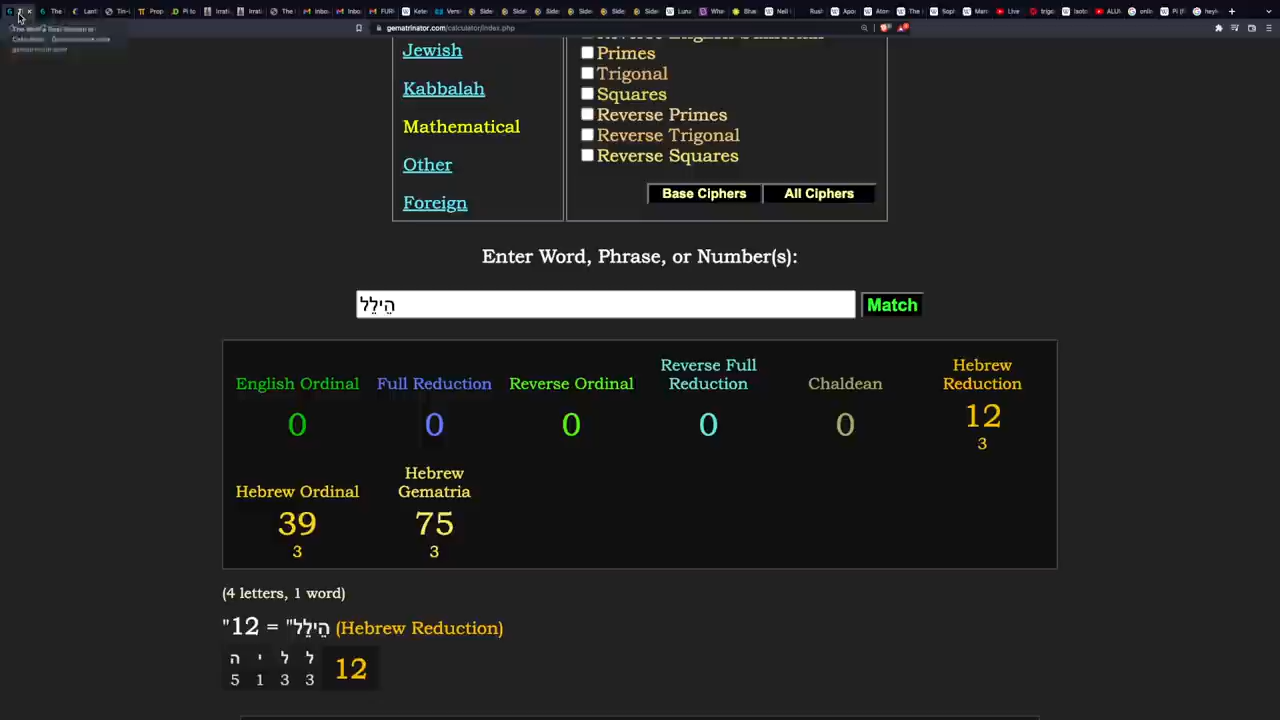 gematrinator.com/calculator/index.php
Jewish
Kabbalah
Mathematical
Other
Foreign
Primes
Trigonal
Squares
Reverse Primes
Reverse Trigonal
Reverse Squares
Base Ciphers
All Ciphers
Enter Word, Phrase, or Number(s):
הֵילֵל
Match
English Ordinal
0
Full Reduction
0
Reverse Ordinal
0
Reverse Full
Reduction
0
Chaldean
0
Hebrew
Reduction
12
3
Hebrew Ordinal
39
3
Hebrew
Gematria
75
3
(4 letters, 1 word)
"12 = "הֵילֵל (Hebrew Reduction)
ה י ל ל
5 1 3 3 12